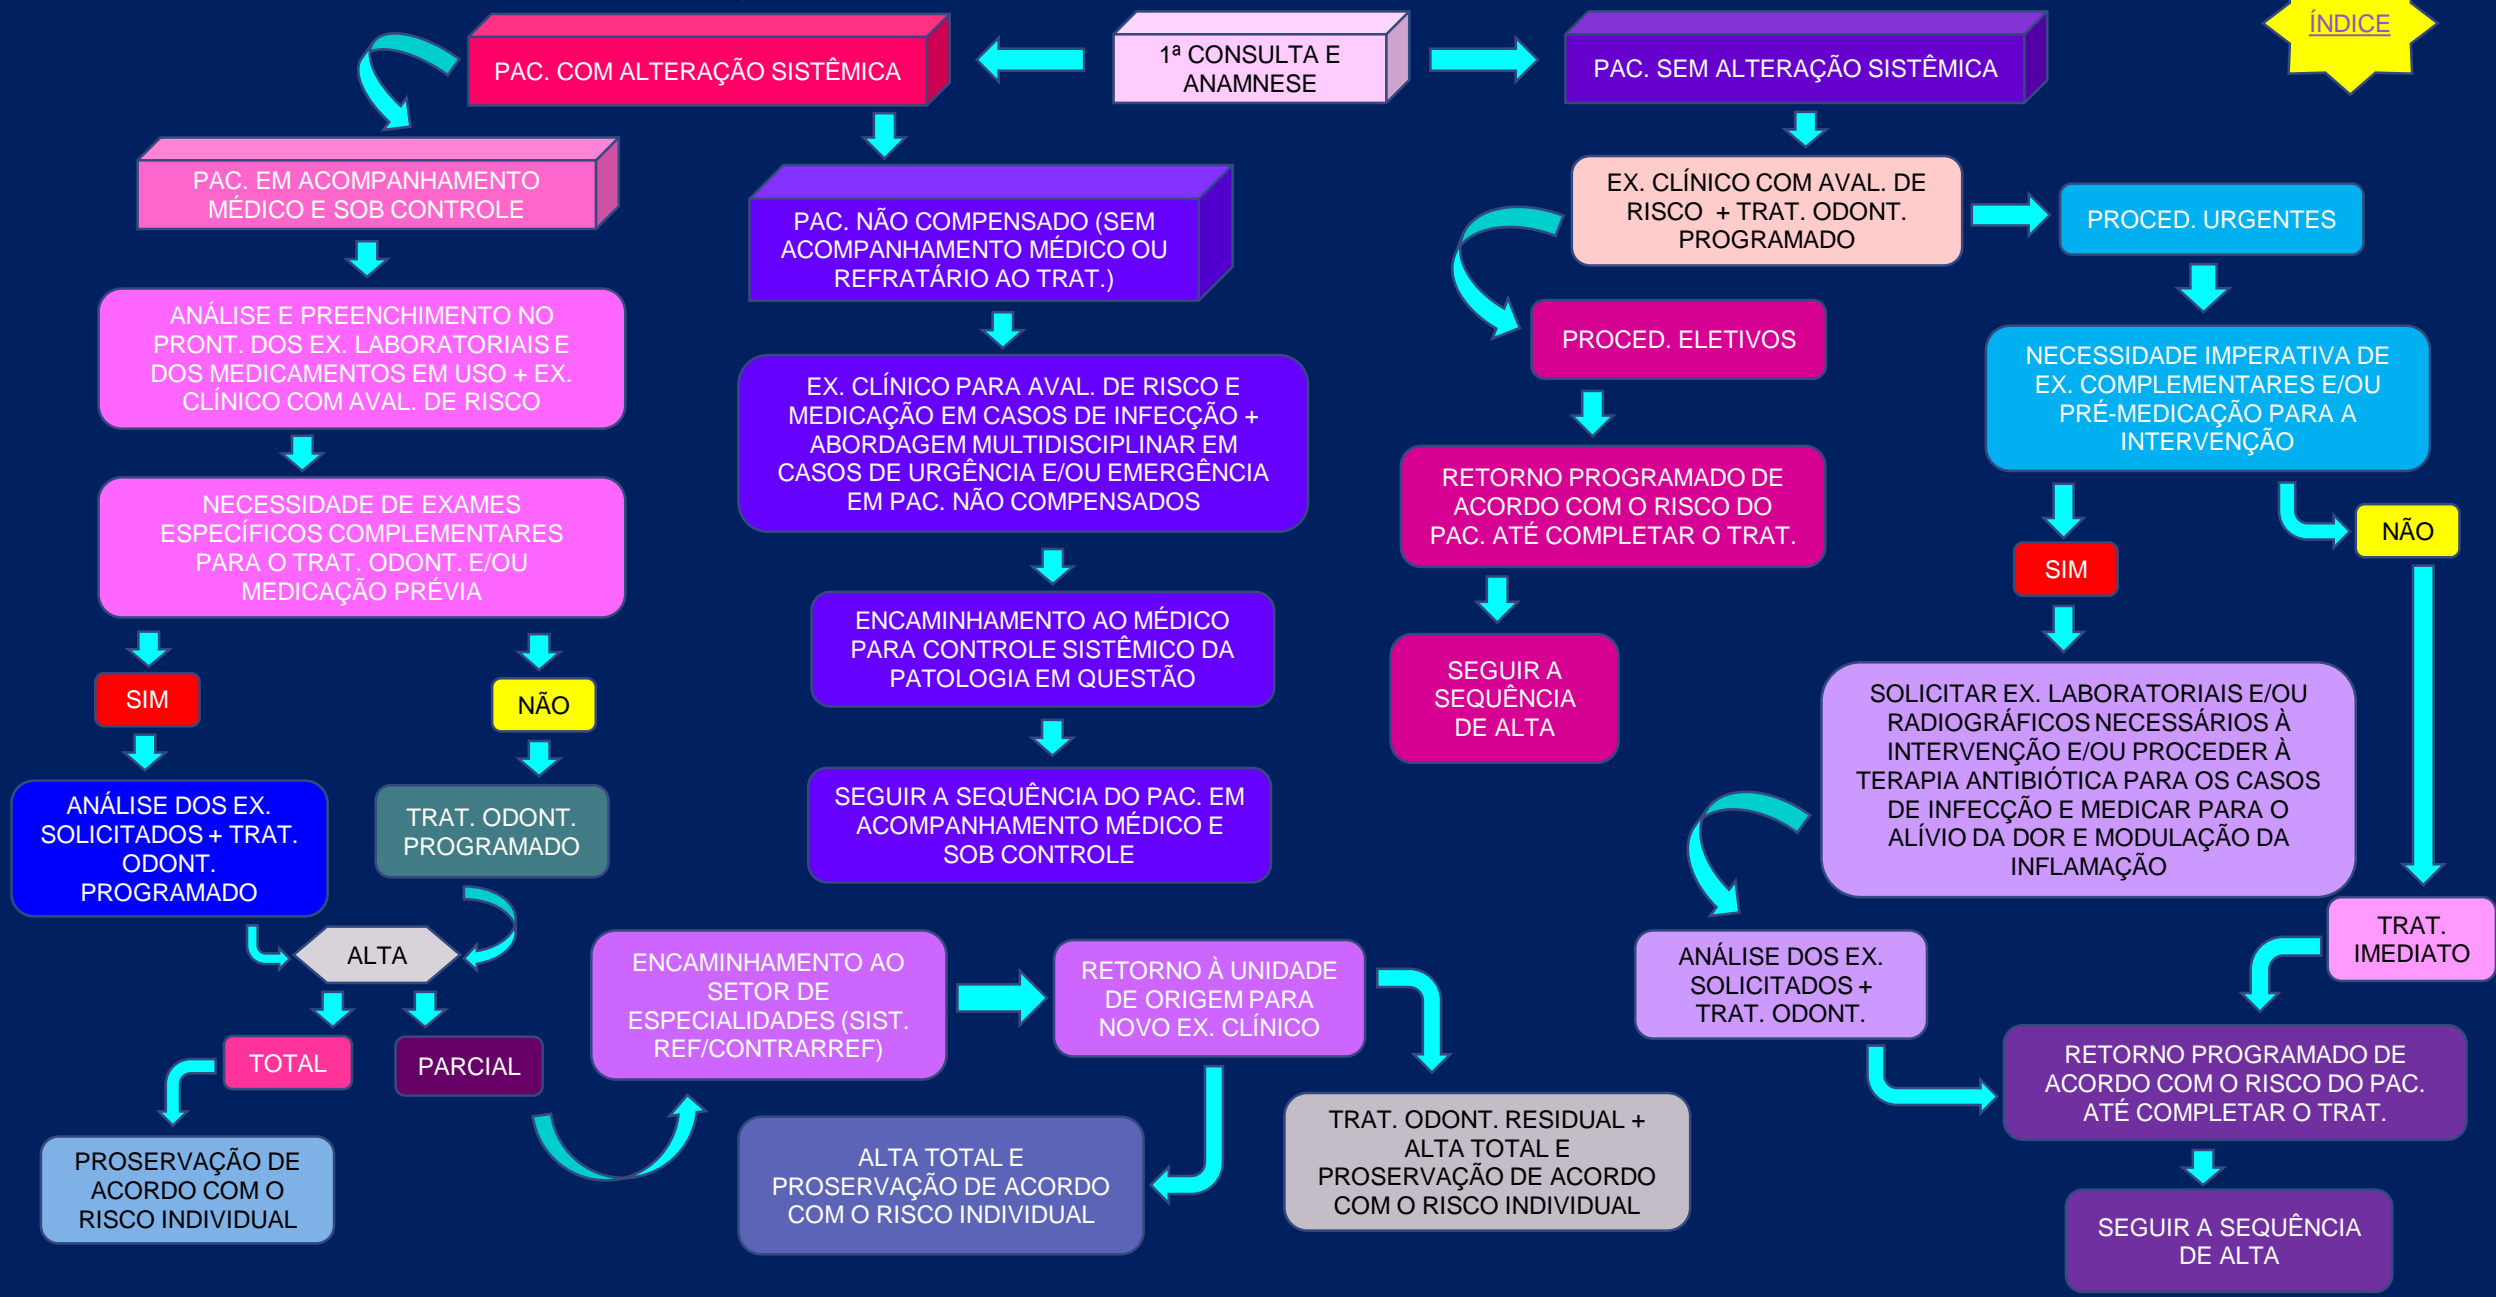 PAC. COM ALTERAÇÃO SISTÊMICA
1ª CONSULTA E
ANAMNESE
PAC. SEM ALTERAÇÃO SISTÊMICA
ÍNDICE
PAC. EM ACOMPANHAMENTO
MÉDICO E SOB CONTROLE
ANÁLISE E PREENCHIMENTO NO
PRONT. DOS EX. LABORATORIAIS E
DOS MEDICAMENTOS EM USO + EX.
CLÍNICO COM AVAL. DE RISCO
NECESSIDADE DE EXAMES
ESPECÍFICOS COMPLEMENTARES
PARA O TRAT. ODONT. E/OU
MEDICAÇÃO PRÉVIA
SIM
NÃO
ANÁLISE DOS EX.
SOLICITADOS + TRAT.
ODONT.
PROGRAMADO
TRAT. ODONT.
PROGRAMADO
ALTA
TOTAL
PARCIAL
PROSERVAÇÃO DE
ACORDO COM O
RISCO INDIVIDUAL
PAC. NÃO COMPENSADO (SEM
ACOMPANHAMENTO MÉDICO OU
REFRATÁRIO AO TRAT.)
EX. CLÍNICO PARA AVAL. DE RISCO E
MEDICAÇÃO EM CASOS DE INFECÇÃO +
ABORDAGEM MULTIDISCIPLINAR EM
CASOS DE URGÊNCIA E/OU EMERGÊNCIA
EM PAC. NÃO COMPENSADOS
ENCAMINHAMENTO AO MÉDICO
PARA CONTROLE SISTÊMICO DA
PATOLOGIA EM QUESTÃO
SEGUIR A SEQUÊNCIA DO PAC. EM
ACOMPANHAMENTO MÉDICO E
SOB CONTROLE
ENCAMINHAMENTO AO
SETOR DE
ESPECIALIDADES (SIST.
REF/CONTRARREF)
RETORNO À UNIDADE
DE ORIGEM PARA
NOVO EX. CLÍNICO
ALTA TOTAL E
PROSERVAÇÃO DE ACORDO
COM O RISCO INDIVIDUAL
TRAT. ODONT. RESIDUAL +
ALTA TOTAL E
PROSERVAÇÃO DE ACORDO
COM O RISCO INDIVIDUAL
EX. CLÍNICO COM AVAL. DE
RISCO + TRAT. ODONT.
PROGRAMADO
PROCED. ELETIVOS
RETORNO PROGRAMADO DE
ACORDO COM O RISCO DO
PAC. ATÉ COMPLETAR O TRAT.
SEGUIR A
SEQUÊNCIA
DE ALTA
PROCED. URGENTES
NECESSIDADE IMPERATIVA DE
EX. COMPLEMENTARES E/OU
PRÉ-MEDICAÇÃO PARA A
INTERVENÇÃO
SIM
NÃO
SOLICITAR EX. LABORATORIAIS E/OU
RADIOGRÁFICOS NECESSÁRIOS À
INTERVENÇÃO E/OU PROCEDER À
TERAPIA ANTIBIÓTICA PARA OS CASOS
DE INFECÇÃO E MEDICAR PARA O
ALÍVIO DA DOR E MODULAÇÃO DA
INFLAMAÇÃO
ANÁLISE DOS EX.
SOLICITADOS +
TRAT. ODONT.
TRAT.
IMEDIATO
RETORNO PROGRAMADO DE
ACORDO COM O RISCO DO PAC.
ATÉ COMPLETAR O TRAT.
SEGUIR A SEQUÊNCIA
DE ALTA